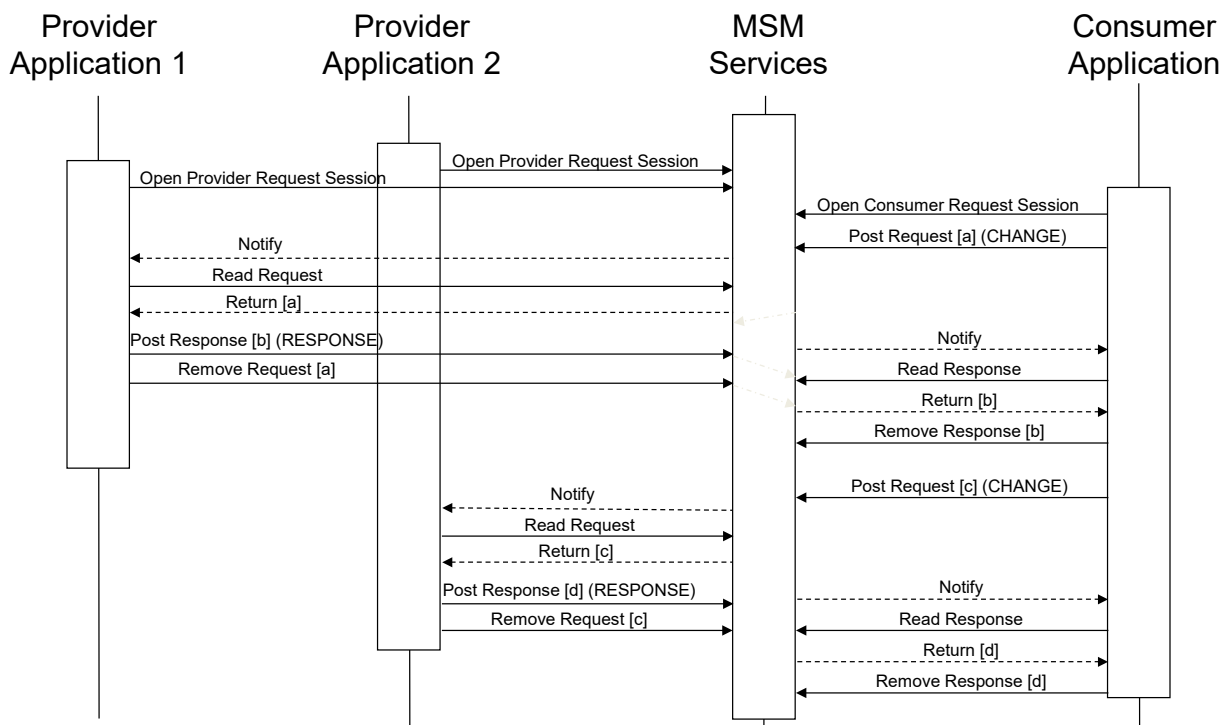 Provider
Application 1
Provider
Application 2
MSM
Services
Consumer
Application
Open Provider Request Session
Open Provider Request Session
Open Consumer Request Session
Post Request [a] (CHANGE)
Notify
Read Request
Return [a]
Post Response [b] (RESPONSE)
Notify
Remove Request [a]
Read Response
Return [b]
Remove Response [b]
Post Request [c] (CHANGE)
Notify
Read Request
Return [c]
Post Response [d] (RESPONSE)
Notify
Remove Request [c]
Read Response
Return [d]
Remove Response [d]